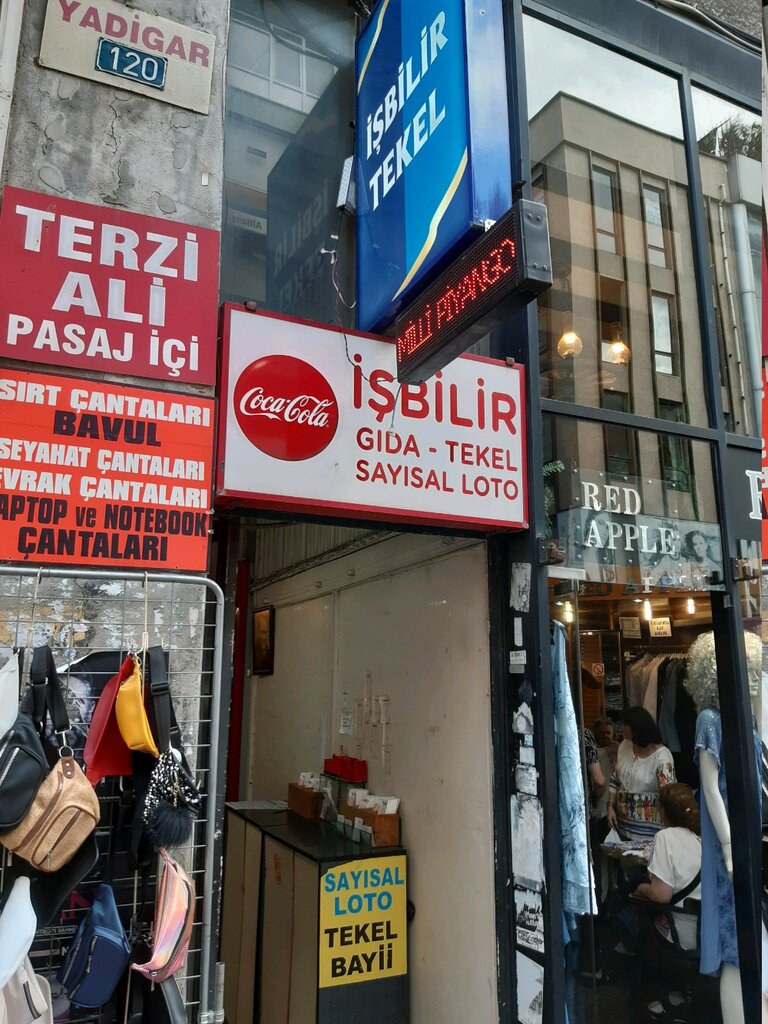 YADİGAR
120
TERZİ
ALİ
PASAJ İÇİ
SIRT ÇANTALARI
BAVUL
SEYAHAT ÇANTALARI
EVRAK ÇANTALARI
LAPTOP ve NOTEBOOK
ÇANTALARI
İŞBİLİR
TEKEL
MİLLİ PİYANGO
Coca-Cola
İŞBİLİR
GIDA - TEKEL
SAYISAL LOTO
RED
APPLE
SAYISAL
LOTO
TEKEL
BAYİİ